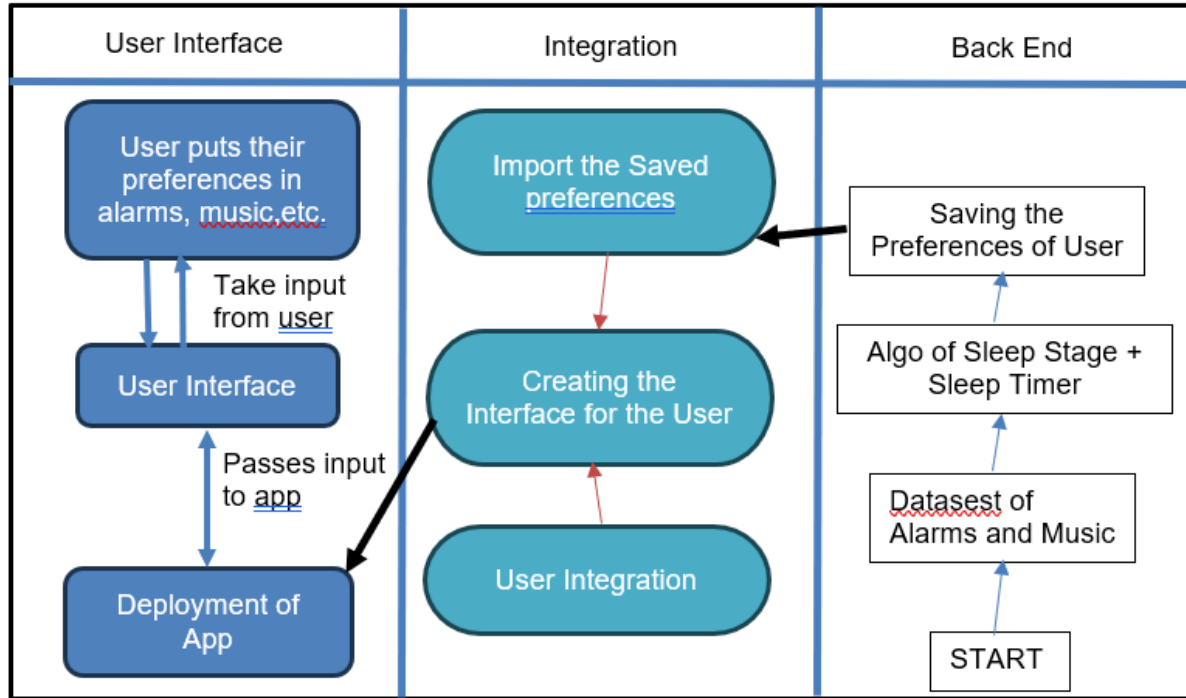 User Interface
Integration
Back End
User puts their
preferences in
alarms, music,etc.
Take input
from user
User Interface
Passes input
to app
Deployment of
App
Import the Saved
preferences
Creating the
Interface for the User
User Integration
Saving the
Preferences of User
Algo of Sleep Stage +
Sleep Timer
Datasest of
Alarms and Music
START